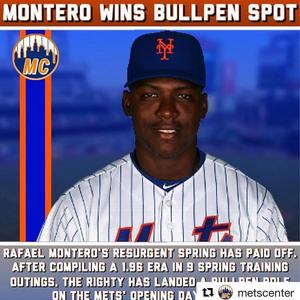 MONTERO WINS BULLPEN SPOT
MC
NY
Mets
RAFAEL MONTERO'S RESURGENT SPRING HAS PAID OFF.
AFTER COMPILING A 1.96 ERA IN 9 SPRING TRAINING
OUTINGS, THE RIGHTY HAS LANDED A BULLPEN ROLE
ON THE METS' OPENING DAY
metscenter